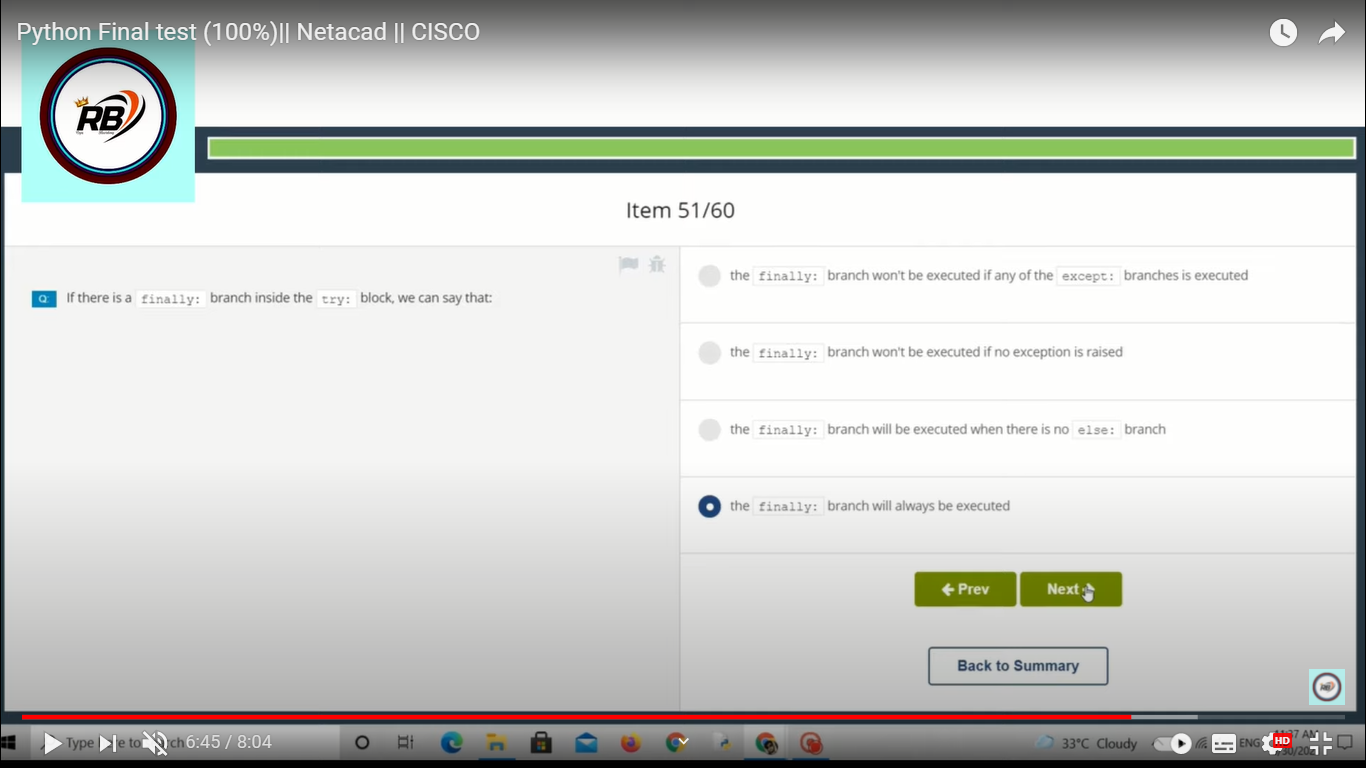 Python Final test (100%)|| Netacad || CISCO
RB
Item 51/60
Q: If there is a finally: branch inside the try: block, we can say that:
the finally: branch won't be executed if any of the except: branches is executed
the finally: branch won't be executed if no exception is raised
the finally: branch will be executed when there is no else: branch
the finally: branch will always be executed
Prev
Next
Back to Summary
Type
to
rch
6:45 / 8:04
33°C Cloudy
ENG
HD